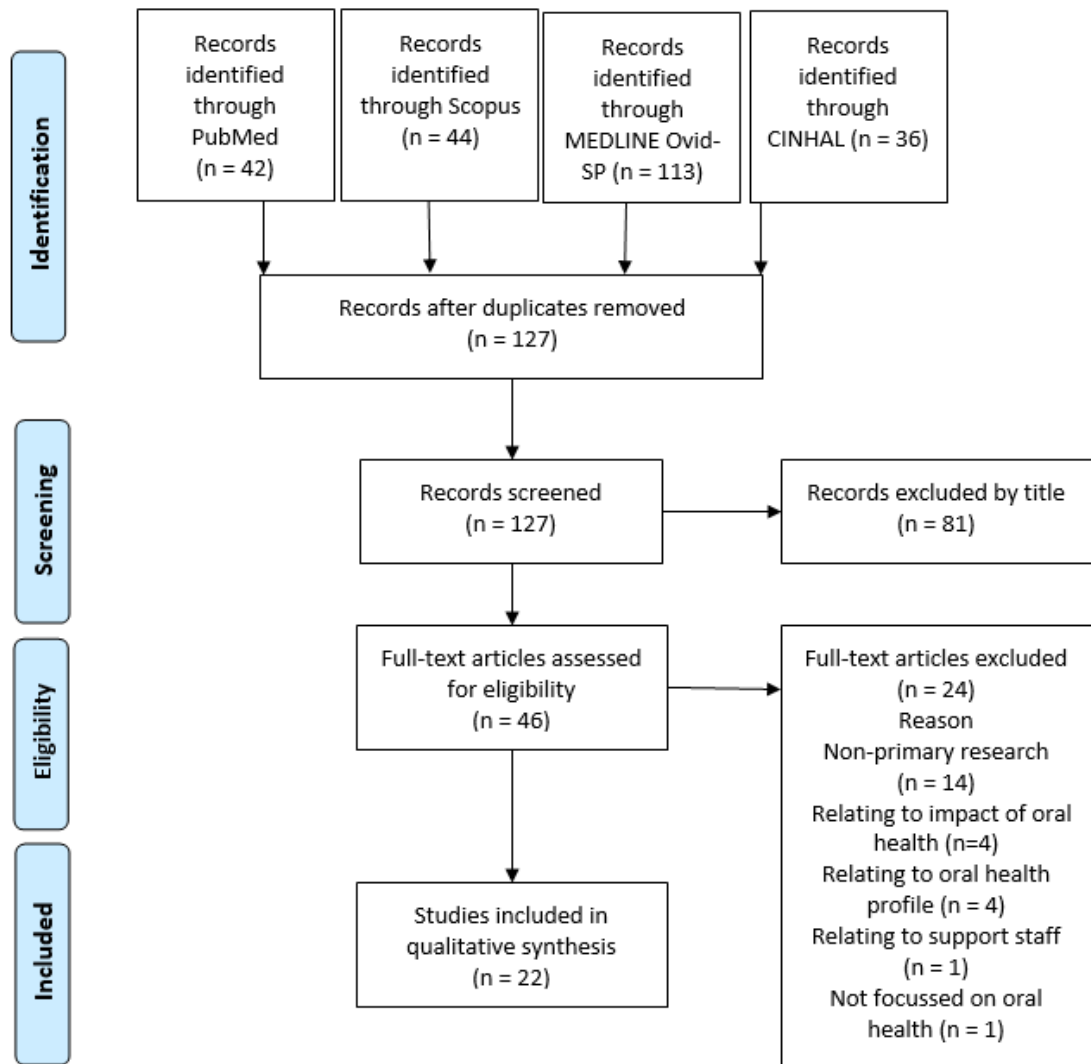 Identification
Records
identified
through
PubMed
(n = 42)
Records
identified
through Scopus
(n = 44)
Records
identified
through
MEDLINE Ovid-
SP (n = 113)
Records
identified
through
CINHAL (n = 36)
Records after duplicates removed
(n = 127)
Screening
Records screened
(n = 127)
Records excluded by title
(n = 81)
Eligibility
Full-text articles assessed
for eligibility
(n = 46)
Full-text articles excluded
(n = 24)
Reason
Non-primary research
(n = 14)
Relating to impact of oral
health (n=4)
Relating to oral health
profile (n = 4)
Relating to support staff
(n = 1)
Not focussed on oral
health (n = 1)
Included
Studies included in
qualitative synthesis
(n = 22)